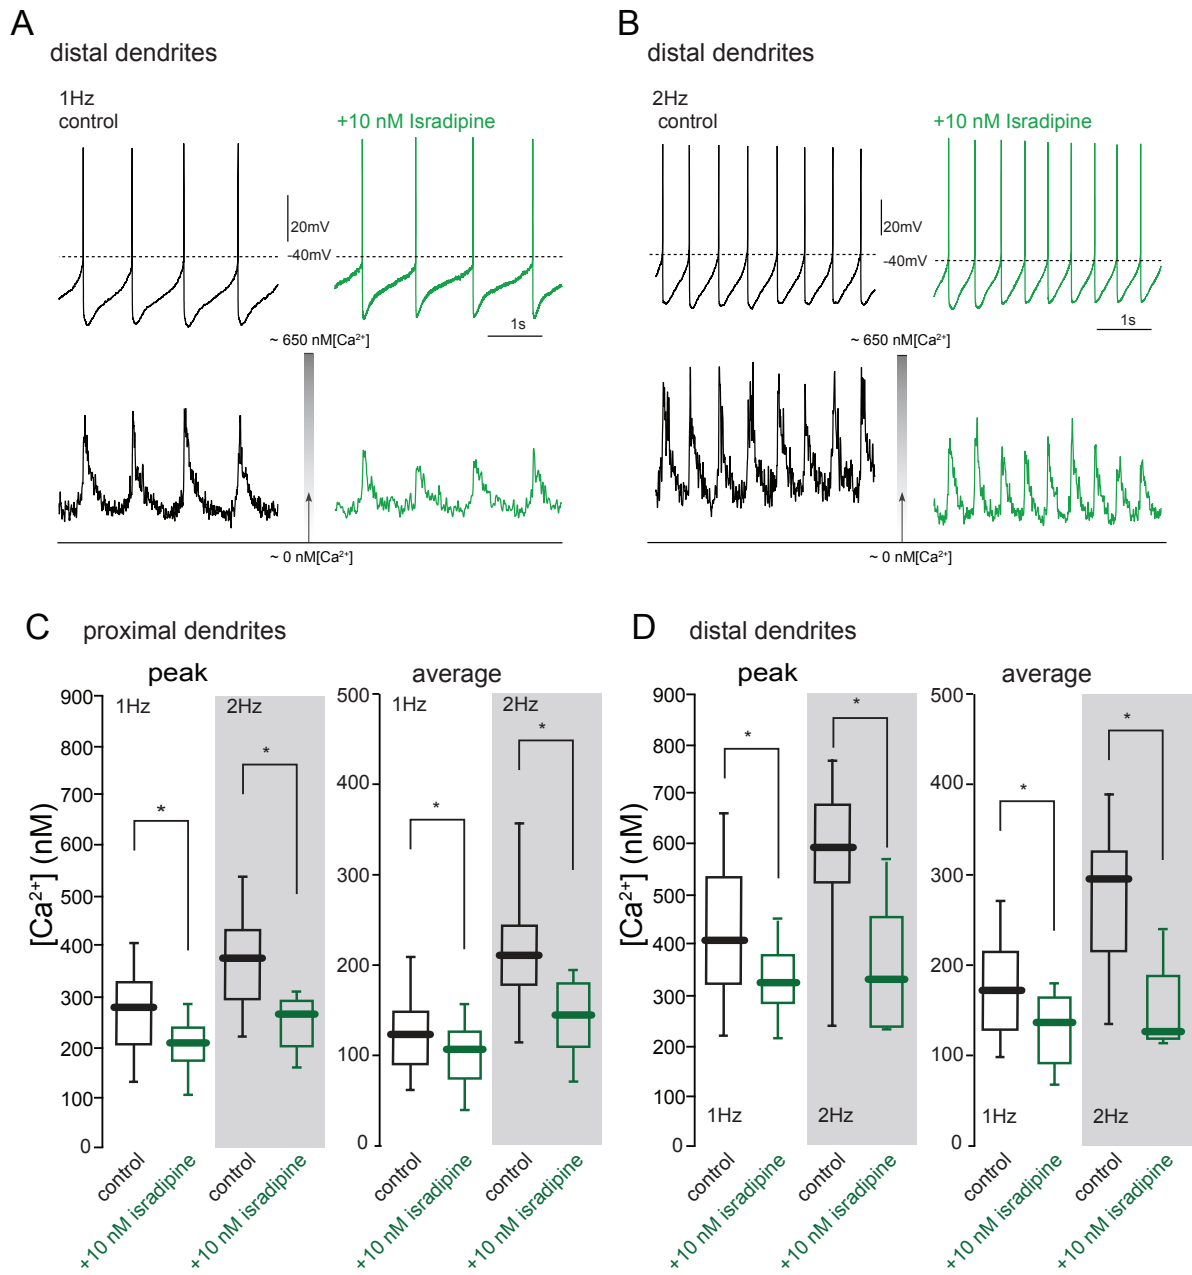 A
distal dendrites
1Hz
control
+10 nM Isradipine
20mV
-40mV
1s
~ 650 nM[Ca²⁺]
~ 0 nM[Ca²⁺]
B
distal dendrites
2Hz
control
+10 nM Isradipine
20mV
-40mV
1s
~ 650 nM[Ca²⁺]
~ 0 nM[Ca²⁺]
C proximal dendrites
peak
[Ca²⁺] (nM)
900
800
700
600
500
400
300
200
100
0
1Hz
2Hz
*
*
control
+10 nM isradipine
control
+10 nM isradipine
average
500
400
300
200
100
0
1Hz
2Hz
*
*
control
+10 nM isradipine
control
+10 nM isradipine
D distal dendrites
peak
[Ca²⁺] (nM)
900
800
700
600
500
400
300
200
100
0
*
*
1Hz
2Hz
control
+10 nM isradipine
control
+10 nM isradipine
average
500
400
300
200
100
0
*
*
1Hz
2Hz
control
+10 nM isradipine
control
+10 nM isradipine